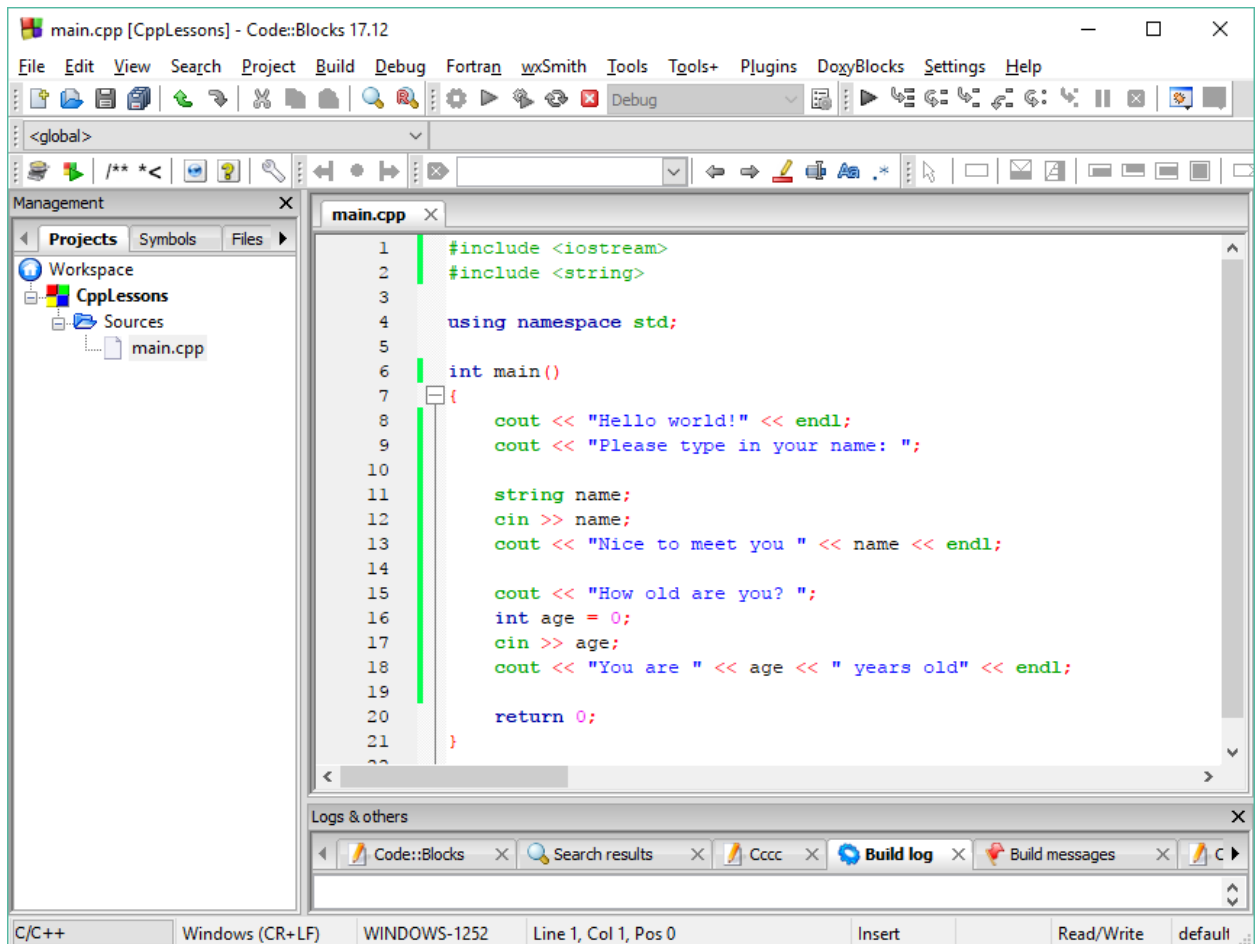 main.cpp [CppLessons] - Code::Blocks 17.12
File Edit View Search Project Build Debug Fortran wxSmith Tools Tools+ Plugins DoxyBlocks Settings Help
Debug
<global>
/** *<
Aa .*
Management
main.cpp
Projects Symbols Files
Workspace
CppLessons
Sources
main.cpp
1 #include <iostream>
2 #include <string>
3
4 using namespace std;
5
6 int main()
7 {
8     cout << "Hello world!" << endl;
9     cout << "Please type in your name: ";
10
11     string name;
12     cin >> name;
13     cout << "Nice to meet you " << name << endl;
14
15     cout << "How old are you? ";
16     int age = 0;
17     cin >> age;
18     cout << "You are " << age << " years old" << endl;
19
20     return 0;
21 }
Logs & others
Code::Blocks Search results Cccc Build log Build messages C
C/C++ Windows (CR+LF) WINDOWS-1252 Line 1, Col 1, Pos 0 Insert Read/Write default